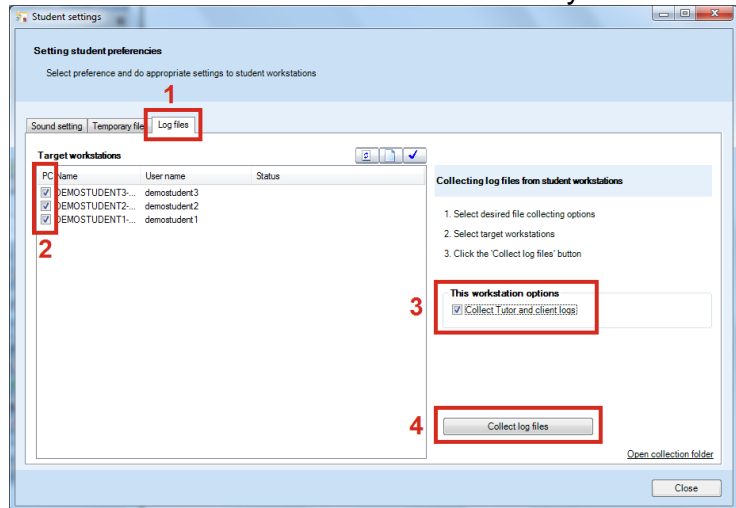 Student settings
Setting student preferencies
Select preference and do appropriate settings to student workstations
1
Sound setting Temporary file Log files
Target workstations
PC Name User name Status
DEMOSTUDENT3-... demostudent3
DEMOSTUDENT2-... demostudent2
DEMOSTUDENT1-... demostudent1
2
Collecting log files from student workstations
1. Select desired file collecting options
2. Select target workstations
3. Click the 'Collect log files' button
This workstation options
3
Collect Tutor and client logs
4
Collect log files
Open collection folder
Close